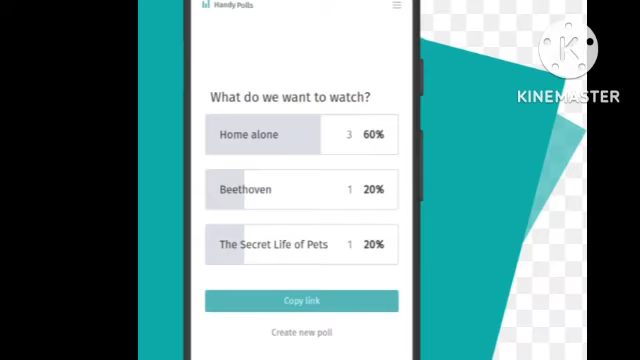 Handy Polls
What do we want to watch?
Home alone 3 60%
Beethoven 1 20%
The Secret Life of Pets 1 20%
Copy link
Create new poll
KINEMASTER